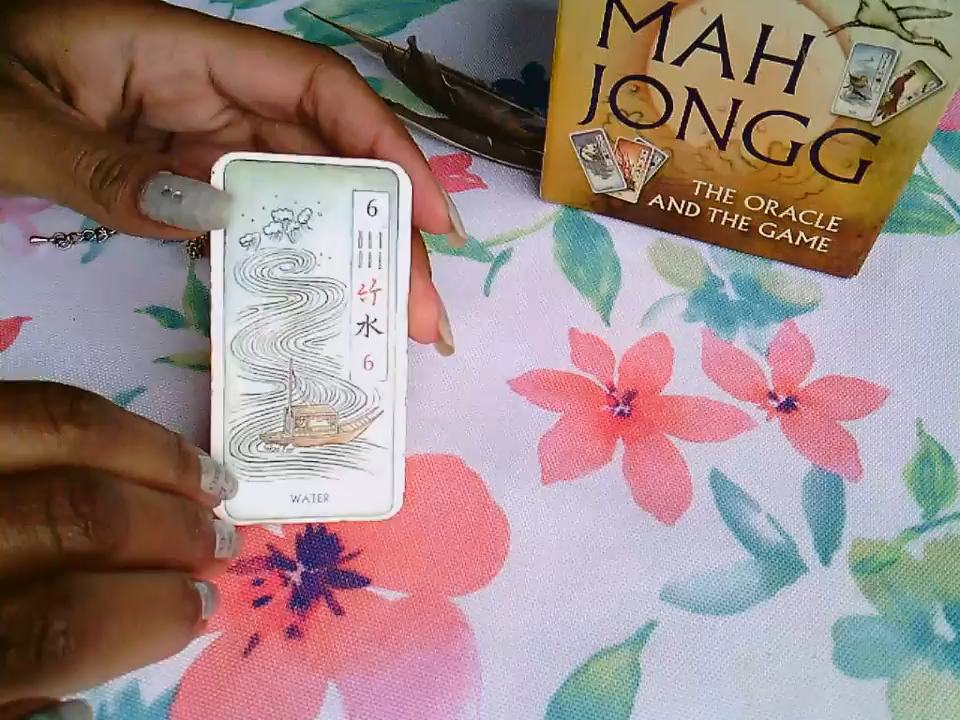 MAH
JONGG
THE ORACLE
AND THE GAME
6
竹
水
6
WATER